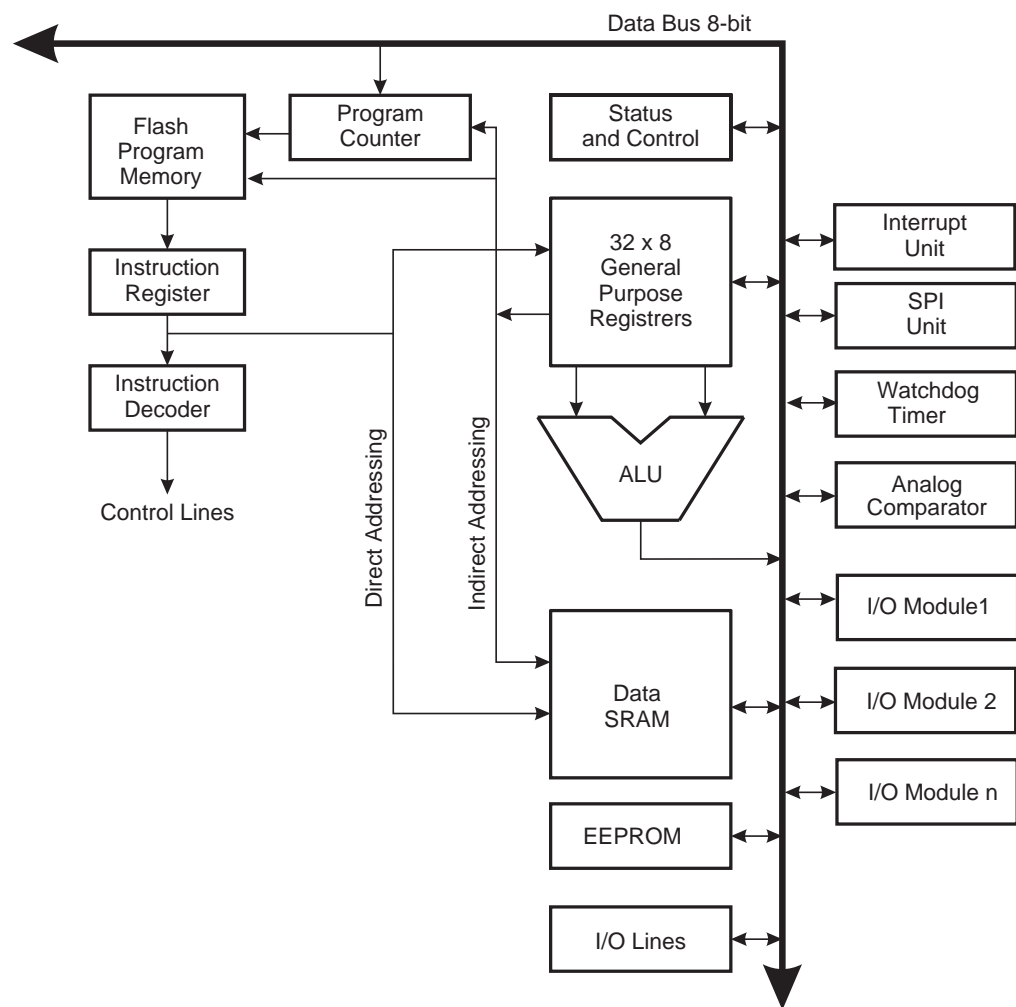 Data Bus 8-bit
Flash
Program
Memory
Program
Counter
Status
and Control
Instruction
Register
32 x 8
General
Purpose
Registrers
Interrupt
Unit
SPI
Unit
Instruction
Decoder
Watchdog
Timer
ALU
Analog
Comparator
Control Lines
Direct Addressing
Indirect Addressing
I/O Module1
Data
SRAM
I/O Module 2
I/O Module n
EEPROM
I/O Lines